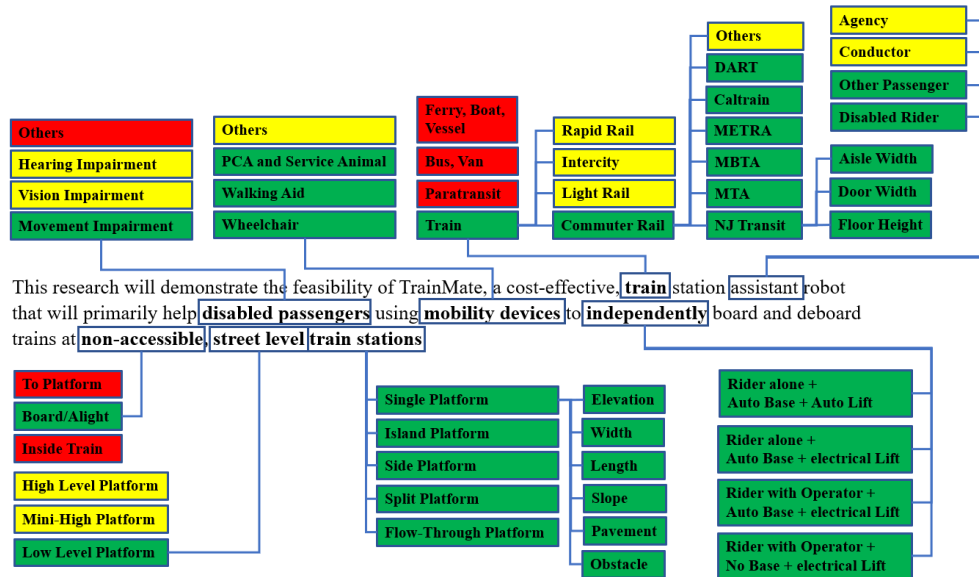 Others
Hearing Impairment
Vision Impairment
Movement Impairment
Others
PCA and Service Animal
Walking Aid
Wheelchair
Ferry, Boat,
Vessel
Bus, Van
Paratransit
Train
Rapid Rail
Intercity
Light Rail
Commuter Rail
Others
DART
Caltrain
METRA
MBTA
MTA
NJ Transit
Agency
Conductor
Other Passenger
Disabled Rider
Aisle Width
Door Width
Floor Height
This research will demonstrate the feasibility of TrainMate, a cost-effective, train station assistant robot
that will primarily help disabled passengers using mobility devices to independently board and deboard
trains at non-accessible, street level train stations
To Platform
Board/Alight
Inside Train
High Level Platform
Mini-High Platform
Low Level Platform
Single Platform
Island Platform
Side Platform
Split Platform
Flow-Through Platform
Elevation
Width
Length
Slope
Pavement
Obstacle
Rider alone +
Auto Base + Auto Lift
Rider alone +
Auto Base + electrical Lift
Rider with Operator +
Auto Base + electrical Lift
Rider with Operator +
No Base + electrical Lift